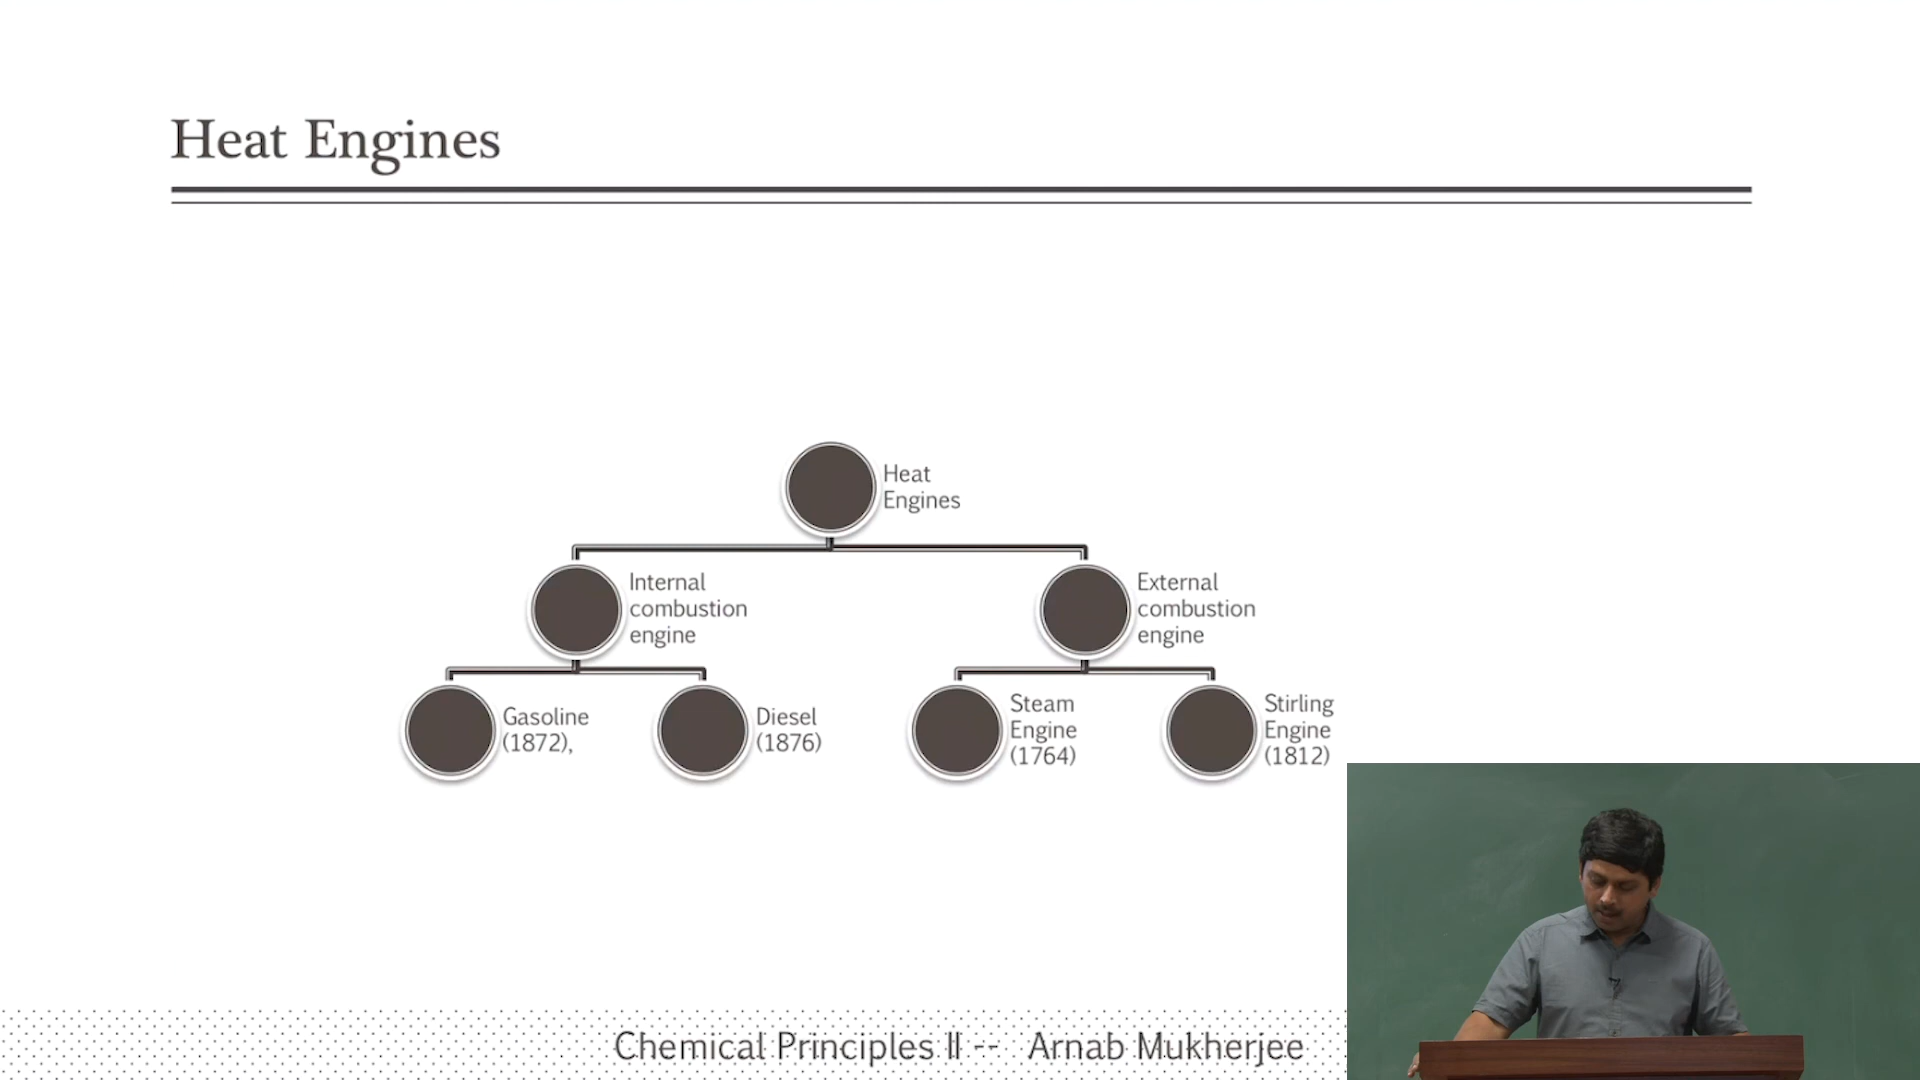 Heat Engines
Heat
Engines
Internal
combustion
engine
External
combustion
engine
Gasoline
(1872),
Diesel
(1876)
Steam
Engine
(1764)
Stirling
Engine
(1812)
Chemical Principles II -- Arnab Mukherjee